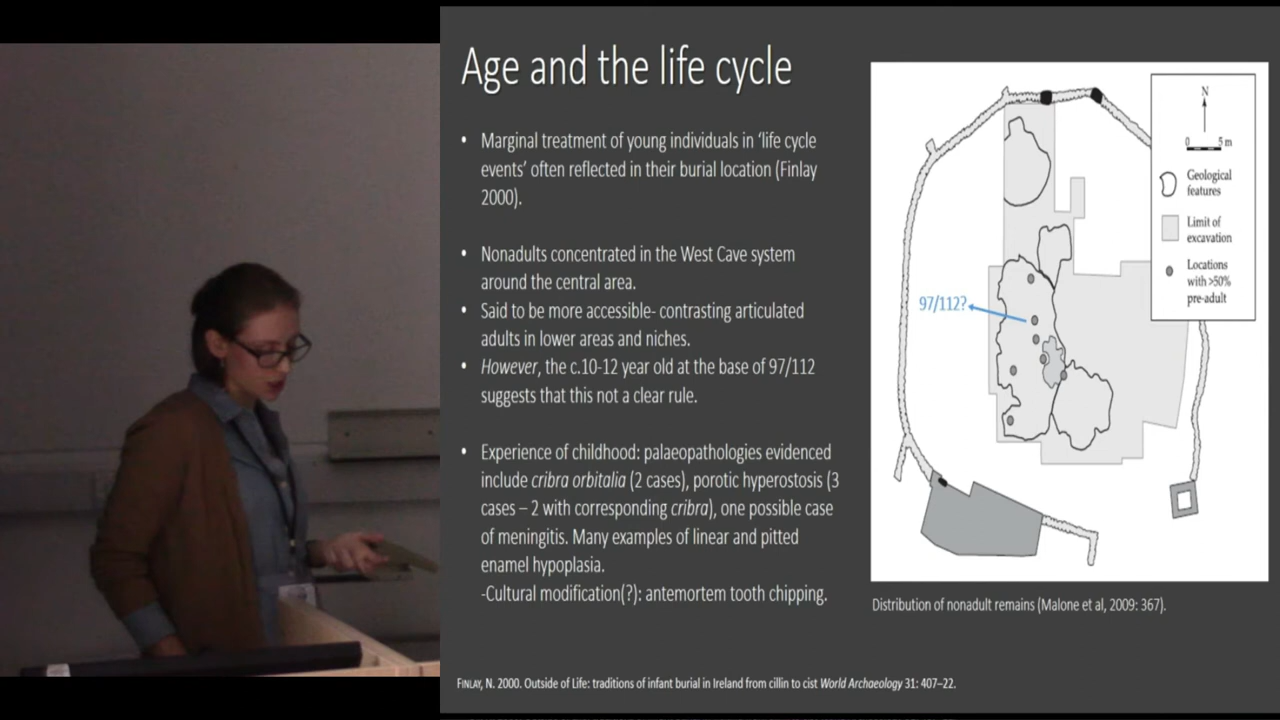 Age and the life cycle
• Marginal treatment of young individuals in ‘life cycle
events’ often reflected in their burial location (Finlay
2000).
• Nonadults concentrated in the West Cave system
around the central area.
• Said to be more accessible- contrasting articulated
adults in lower areas and niches.
• However, the c.10-12 year old at the base of 97/112
suggests that this not a clear rule.
• Experience of childhood: palaeopathologies evidenced
include cribra orbitalia (2 cases), porotic hyperostosis (3
cases – 2 with corresponding cribra), one possible case
of meningitis. Many examples of linear and pitted
enamel hypoplasia.
-Cultural modification(?): antemortem tooth chipping.
N
0 5 m
Geological
features
Limit of
excavation
Locations
with >50%
pre-adult
97/112?
Distribution of nonadult remains (Malone et al, 2009: 367).
FINLAY, N. 2000. Outside of Life: traditions of infant burial in Ireland from cillin to cist World Archaeology 31: 407–22.